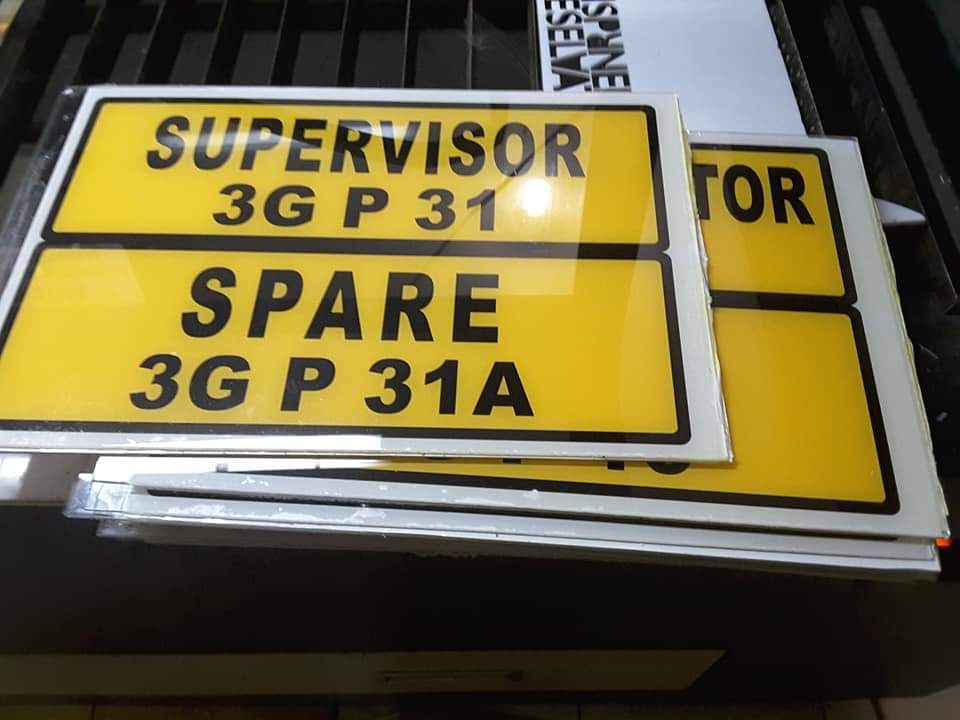 SUPERVISOR
3G P 31
SPARE
3G P 31A
TOR